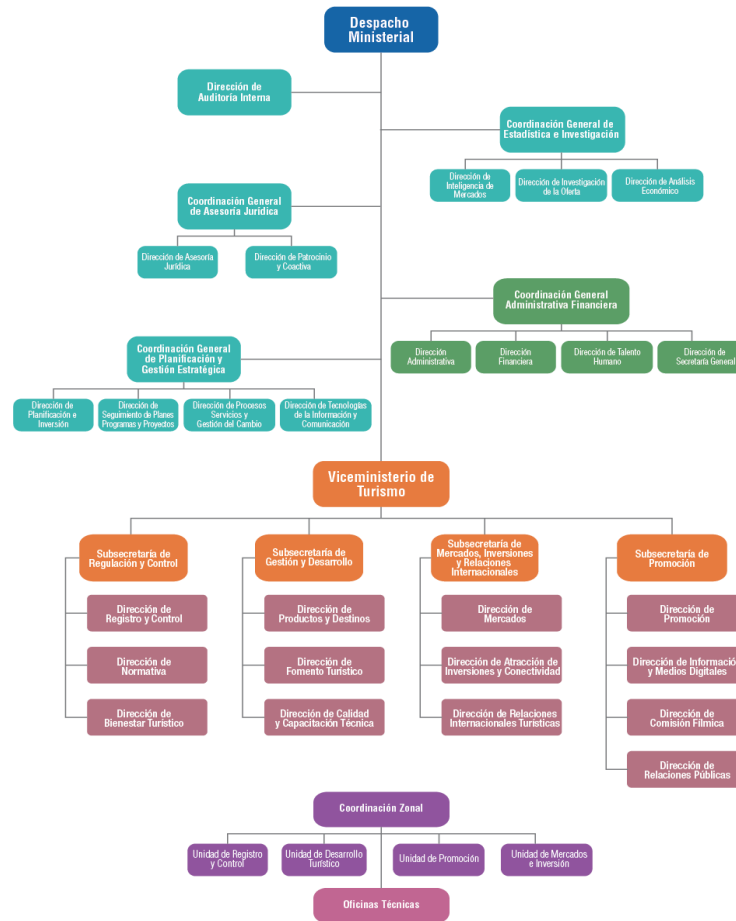 Despacho
Ministerial
Dirección de
Auditoría Interna
Coordinación General de
Estadística e Investigación
Dirección de
Inteligencia de
Mercados
Dirección de Investigación
de la Oferta
Dirección de Análisis
Económico
Coordinación General
de Asesoría Jurídica
Dirección de Asesoría
Jurídica
Dirección de Patrocinio
y Coactiva
Coordinación General
Administrativa Financiera
Dirección
Administrativa
Dirección
Financiera
Dirección de Talento
Humano
Dirección de
Secretaría General
Coordinación General
de Planificación y
Gestión Estratégica
Dirección de
Planificación e
Inversión
Dirección de
Seguimiento de Planes
Programas y Proyectos
Dirección de Procesos
Servicios y
Gestión del Cambio
Dirección de Tecnologías
de la Información y
Comunicación
Viceministerio de
Turismo
Subsecretaría de
Regulación y Control
Dirección de
Registro y Control
Dirección de
Normativa
Dirección de
Bienestar Turístico
Subsecretaría de
Gestión y Desarrollo
Dirección de
Productos y Destinos
Dirección de
Fomento Turístico
Dirección de Calidad
y Capacitación Técnica
Subsecretaría de
Mercados, Inversiones
y Relaciones
Internacionales
Dirección de
Mercados
Dirección de Atracción de
Inversiones y Conectividad
Dirección de Relaciones
Internacionales Turísticas
Subsecretaría de
Promoción
Dirección de
Promoción
Dirección de Información
y Medios Digitales
Dirección de
Comisión Fílmica
Dirección de
Relaciones Públicas
Coordinación Zonal
Unidad de Registro
y Control
Unidad de Desarrollo
Turístico
Unidad de Promoción
Unidad de Mercados
e Inversión
Oficinas Técnicas